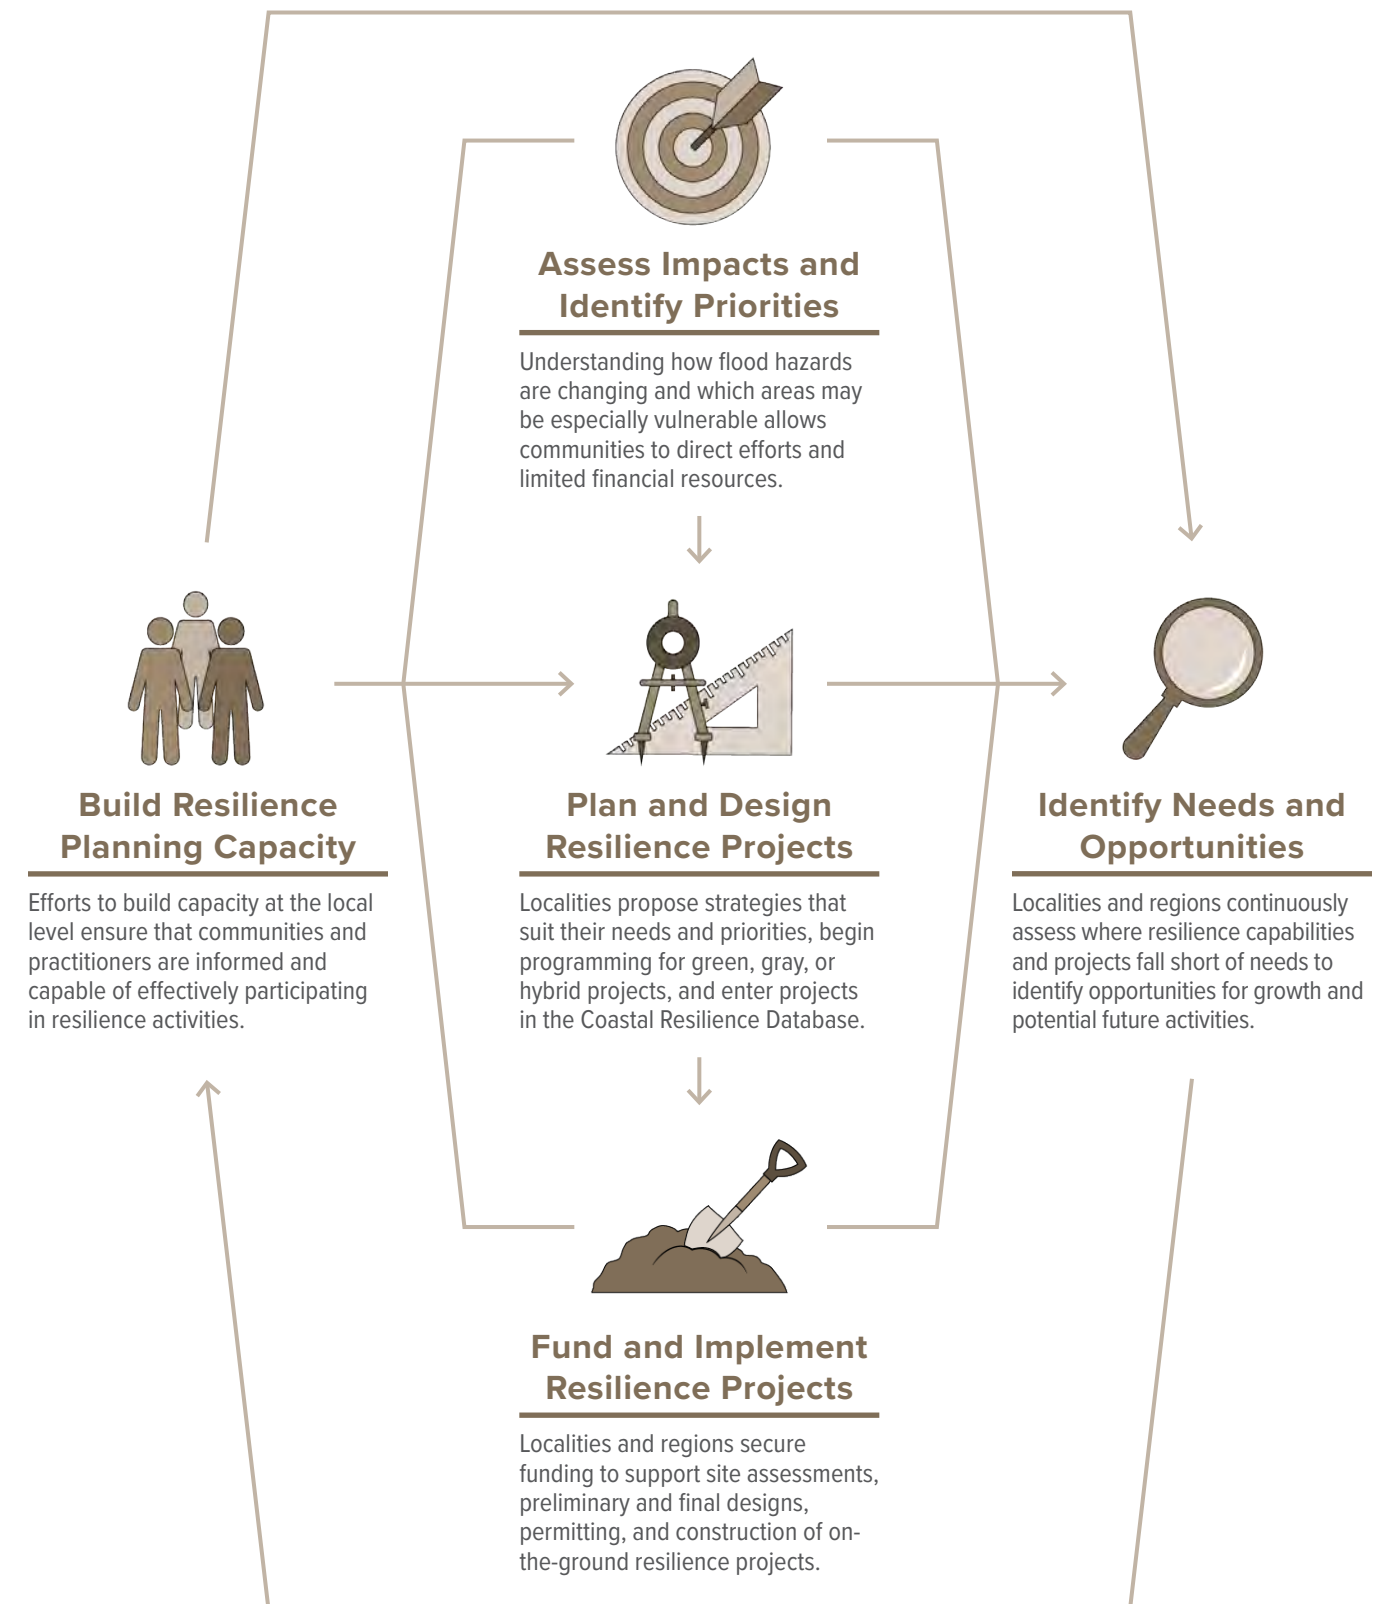 Assess Impacts and
Identify Priorities
Understanding how flood hazards
are changing and which areas may
be especially vulnerable allows
communities to direct efforts and
limited financial resources.
Build Resilience
Planning Capacity
Efforts to build capacity at the local
level ensure that communities and
practitioners are informed and
capable of effectively participating
in resilience activities.
Plan and Design
Resilience Projects
Localities propose strategies that
suit their needs and priorities, begin
programming for green, gray, or
hybrid projects, and enter projects
in the Coastal Resilience Database.
Identify Needs and
Opportunities
Localities and regions continuously
assess where resilience capabilities
and projects fall short of needs to
identify opportunities for growth and
potential future activities.
Fund and Implement
Resilience Projects
Localities and regions secure
funding to support site assessments,
preliminary and final designs,
permitting, and construction of on-
the-ground resilience projects.